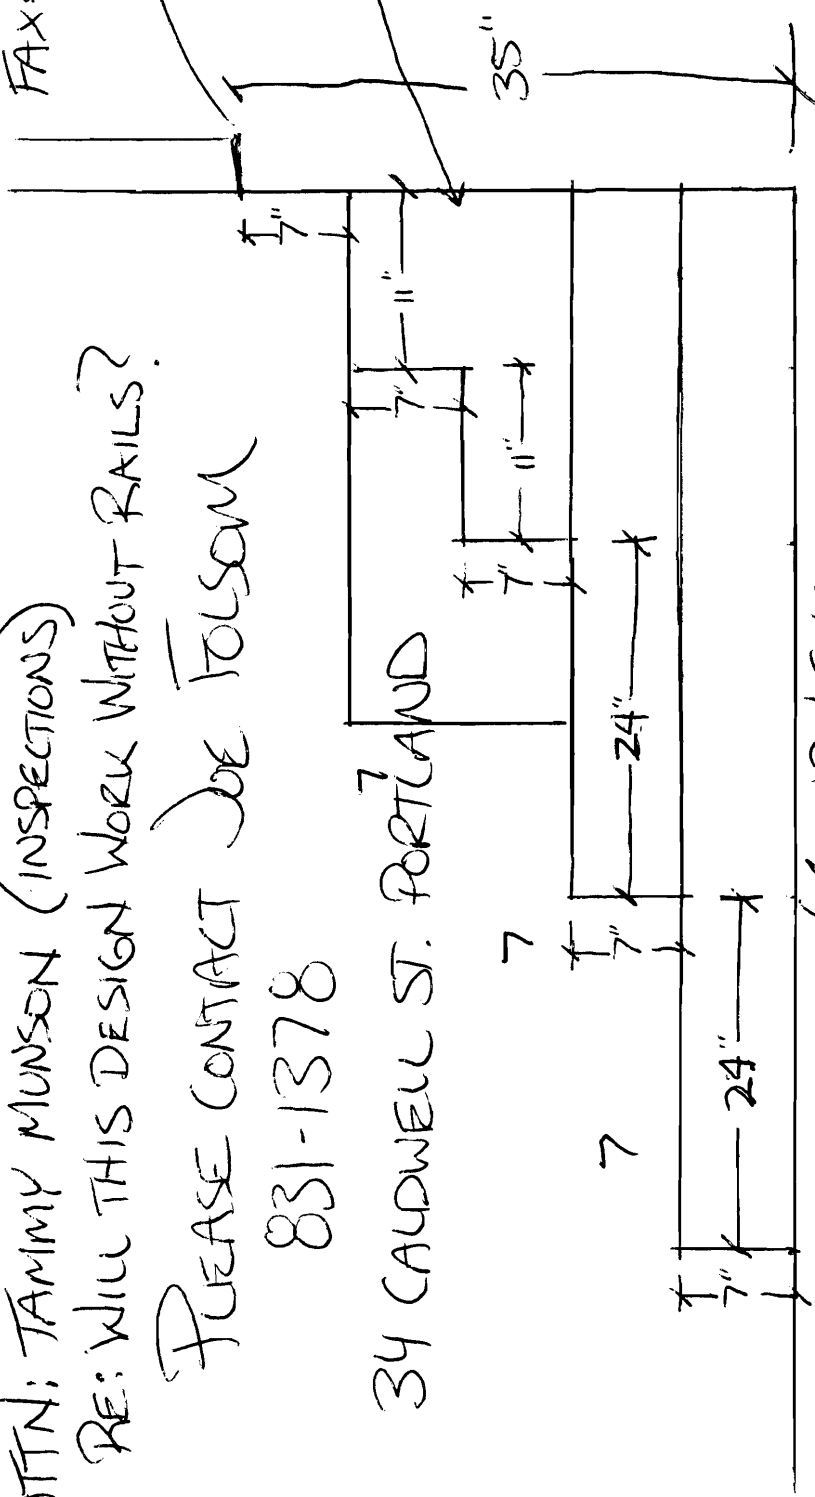 FAX:
ATTN: TAMMY MUNSON (INSPECTIONS)
RE: WILL THIS DESIGN WORK WITHOUT RAILS?
PLEASE CONTACT JOE FOLSOM
831-1378
34 CALDWELL ST. PORTLAND
35"
7"
11"
7"
11"
7"
24"
7"
24"
7"
7
7
7